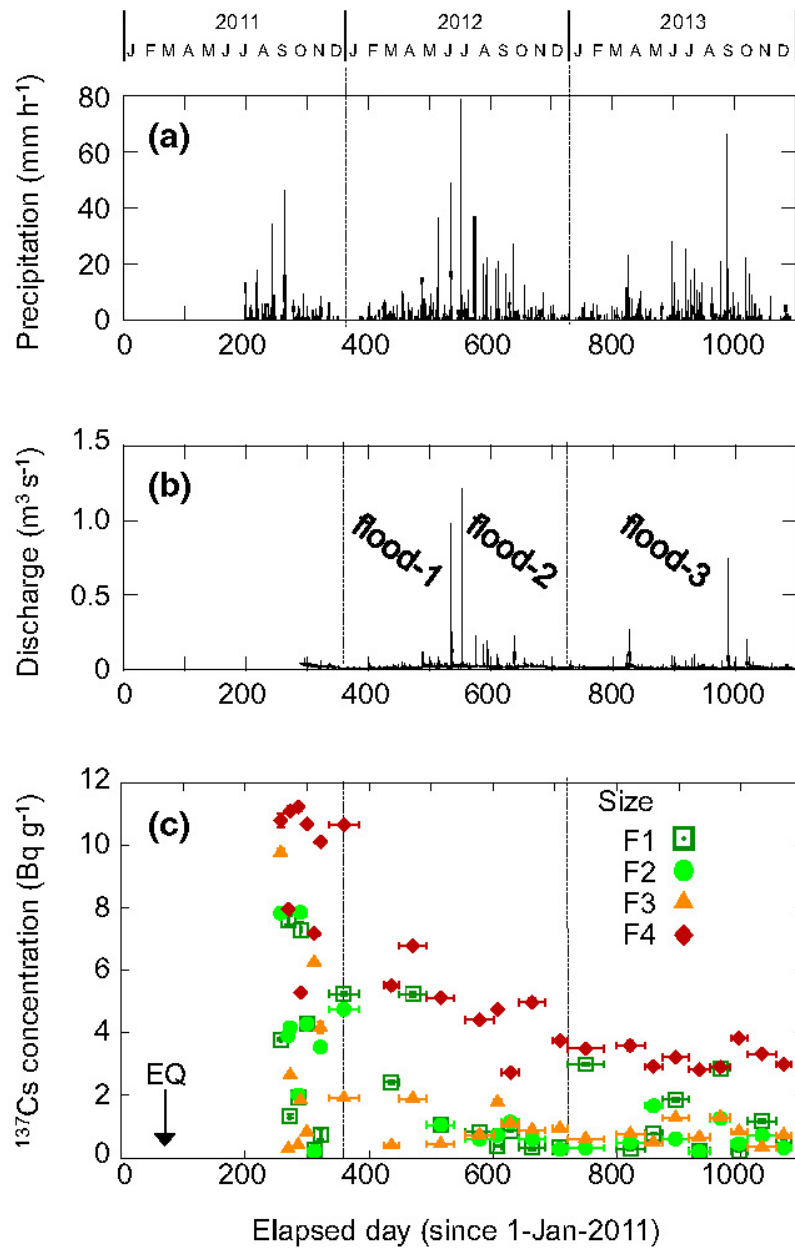 2011 2012 2013
J F M A M J J A S O N D J F M A M J J A S O N D J F M A M J J A S O N D
80
60
40
20
0
Precipitation (mm h⁻¹)
(a)
0 200 400 600 800 1000
1.5
1.0
0.5
0
Discharge (m³ s⁻¹)
(b)
flood-1 flood-2 flood-3
0 200 400 600 800 1000
12
10
8
6
4
2
0
¹³⁷Cs concentration (Bq g⁻¹)
(c)
Size
F1
F2
F3
F4
EQ
0 200 400 600 800 1000
Elapsed day (since 1-Jan-2011)